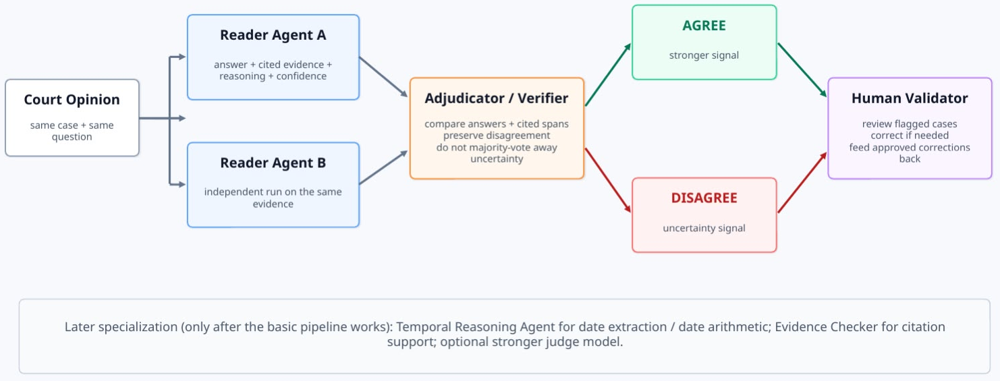 Court Opinion
same case + same
question
Reader Agent A
answer + cited evidence +
reasoning + confidence
Reader Agent B
independent run on the same
evidence
Adjudicator / Verifier
compare answers + cited spans
preserve disagreement
do not majority-vote away
uncertainty
AGREE
stronger signal
DISAGREE
uncertainty signal
Human Validator
review flagged cases
correct if needed
feed approved corrections
back
Later specialization (only after the basic pipeline works): Temporal Reasoning Agent for date extraction / date arithmetic; Evidence Checker for citation
support; optional stronger judge model.